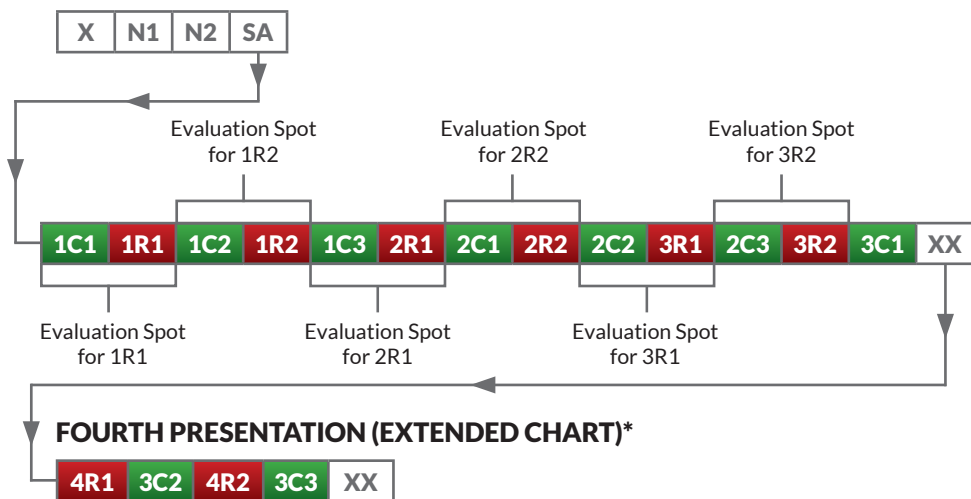 X N1 N2 SA
Evaluation Spot
for 1R2
Evaluation Spot
for 2R2
Evaluation Spot
for 3R2
1C1 1R1 1C2 1R2 1C3 2R1 2C1 2R2 2C2 3R1 2C3 3R2 3C1 XX
Evaluation Spot
for 1R1
Evaluation Spot
for 2R1
Evaluation Spot
for 3R1
FOURTH PRESENTATION (EXTENDED CHART)*
4R1 3C2 4R2 3C3 XX